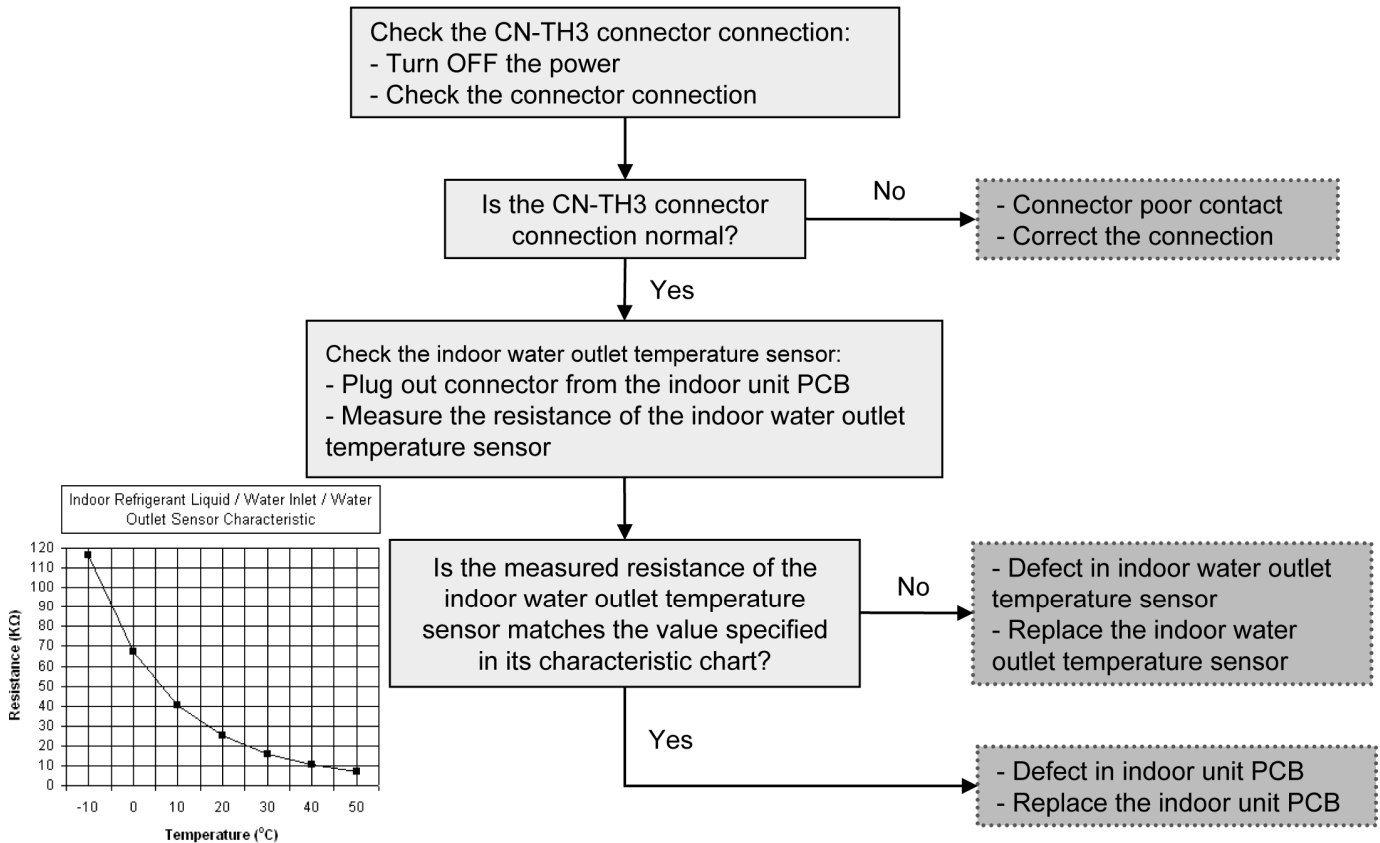 Check the CN-TH3 connector connection:
- Turn OFF the power
- Check the connector connection
Is the CN-TH3 connector
connection normal?
No
- Connector poor contact
- Correct the connection
Yes
Check the indoor water outlet temperature sensor:
- Plug out connector from the indoor unit PCB
- Measure the resistance of the indoor water outlet
temperature sensor
Indoor Refrigerant Liquid / Water Inlet / Water
Outlet Sensor Characteristic
Resistance (KΩ)
120
110
100
90
80
70
60
50
40
30
20
10
0
-10 0 10 20 30 40 50
Temperature (°C)
Is the measured resistance of the
indoor water outlet temperature
sensor matches the value specified
in its characteristic chart?
No
- Defect in indoor water outlet
temperature sensor
- Replace the indoor water
outlet temperature sensor
Yes
- Defect in indoor unit PCB
- Replace the indoor unit PCB